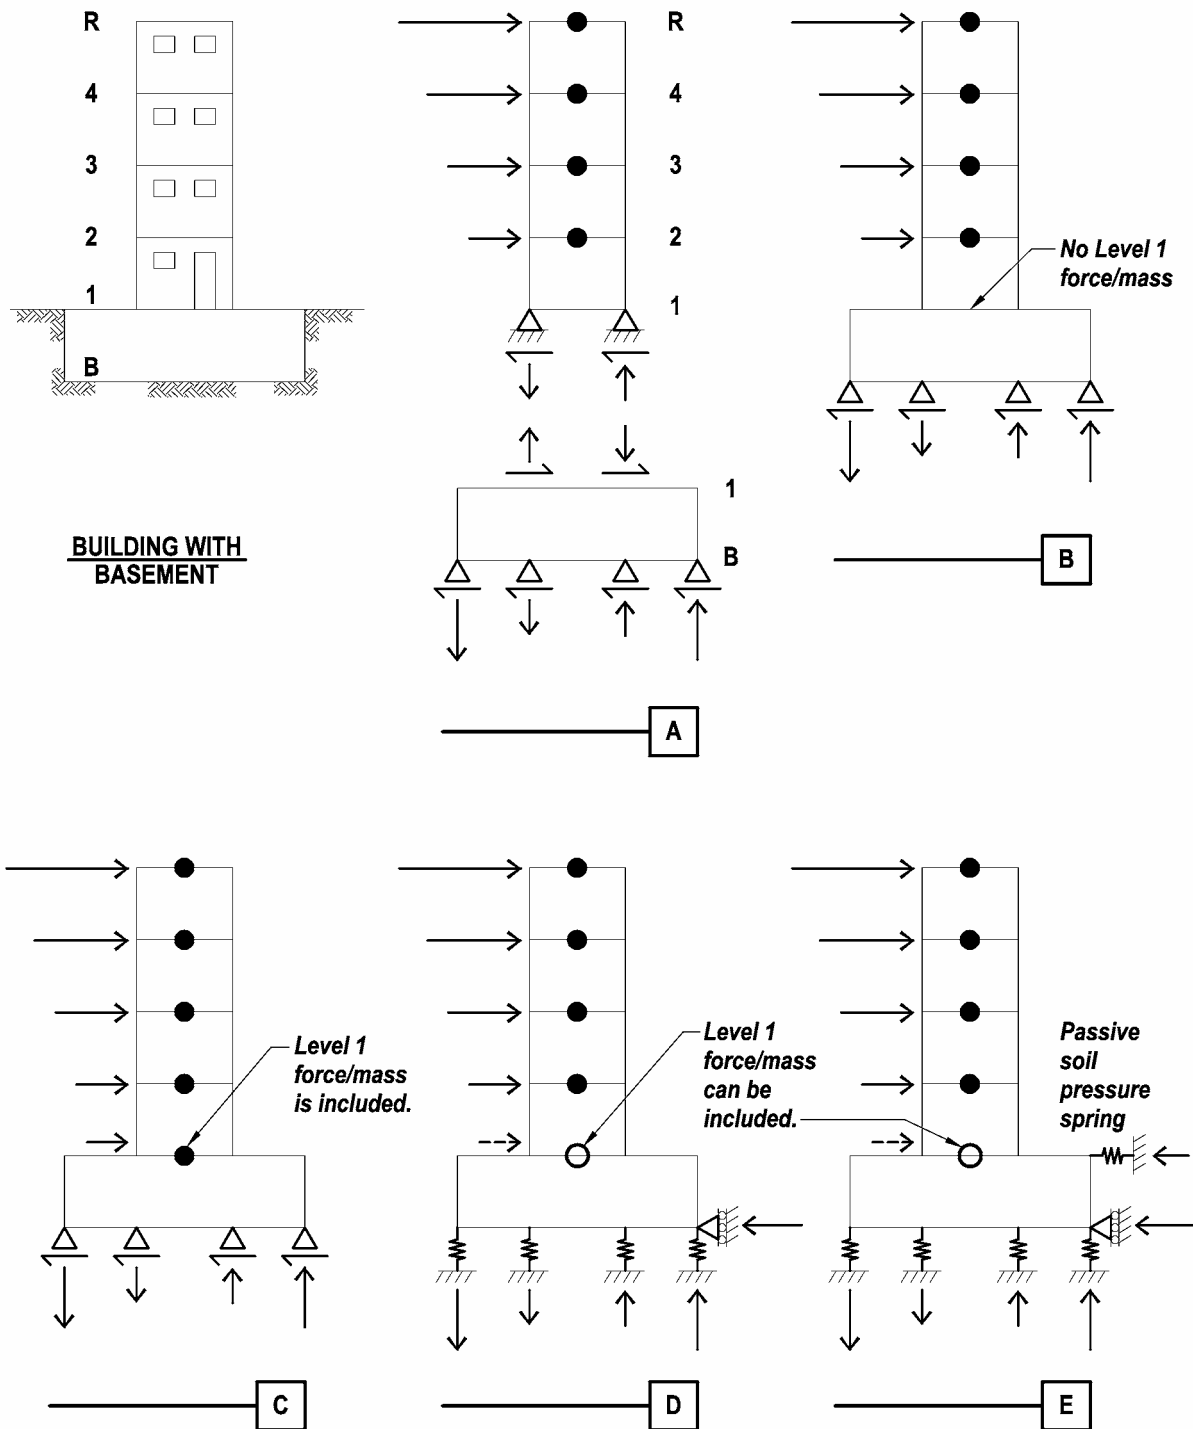 R
4
3
2
1
B
BUILDING WITH
BASEMENT
R
4
3
2
1
1
B
A
No Level 1
force/mass
B
Level 1
force/mass
is included.
C
Level 1
force/mass
can be
included.
D
Passive
soil
pressure
spring
E